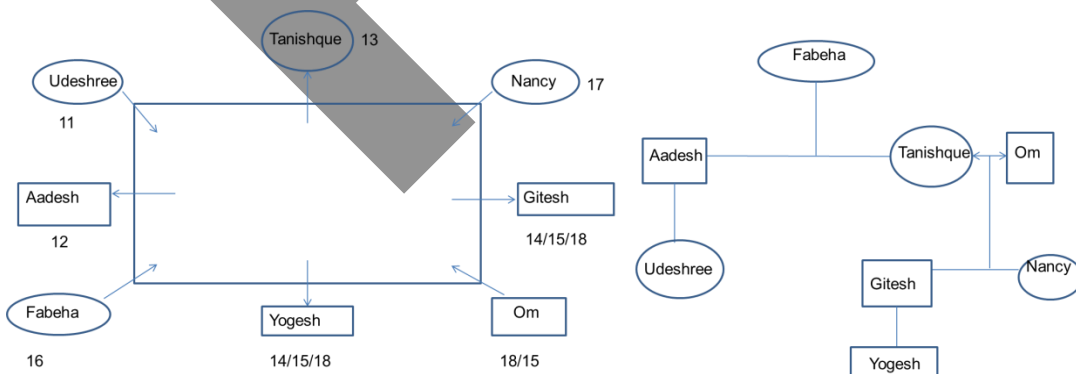 Tanishque 13
Udeshree
11
Nancy 17
Aadesh
12
Gitesh
14/15/18
Fabeha
16
Yogesh
14/15/18
Om
18/15
Fabeha
Aadesh
Tanishque
Om
Udeshree
Gitesh
Nancy
Yogesh